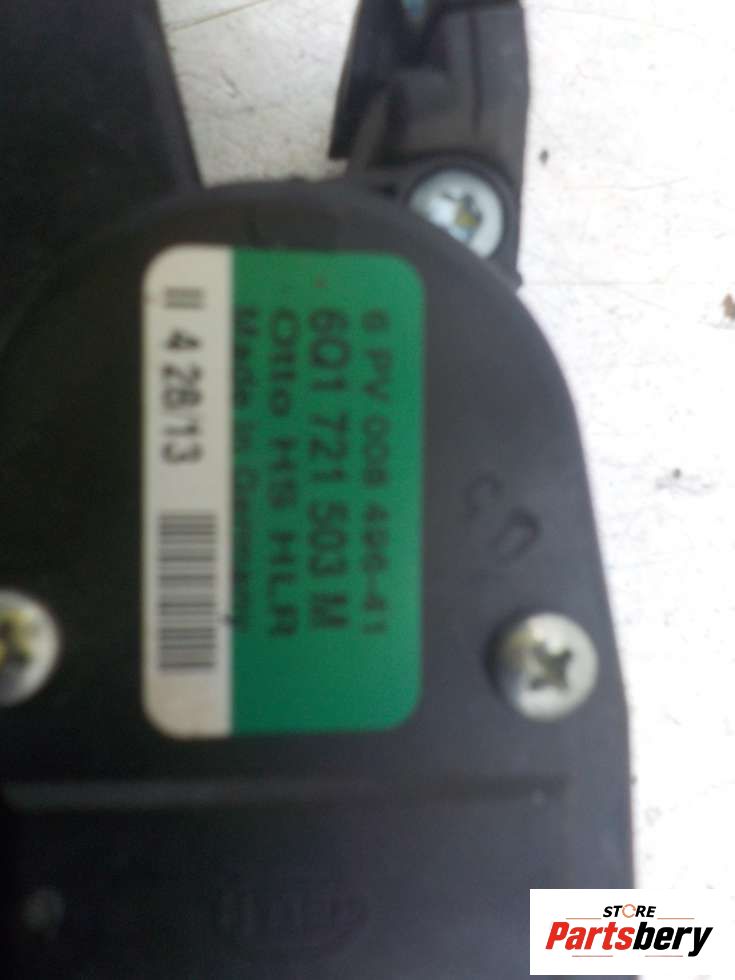 6 PV 008 496-41
6Q1 721 503 M
Otto HS HLR
Made in Germany
4 28/13
STORE
Partsbery